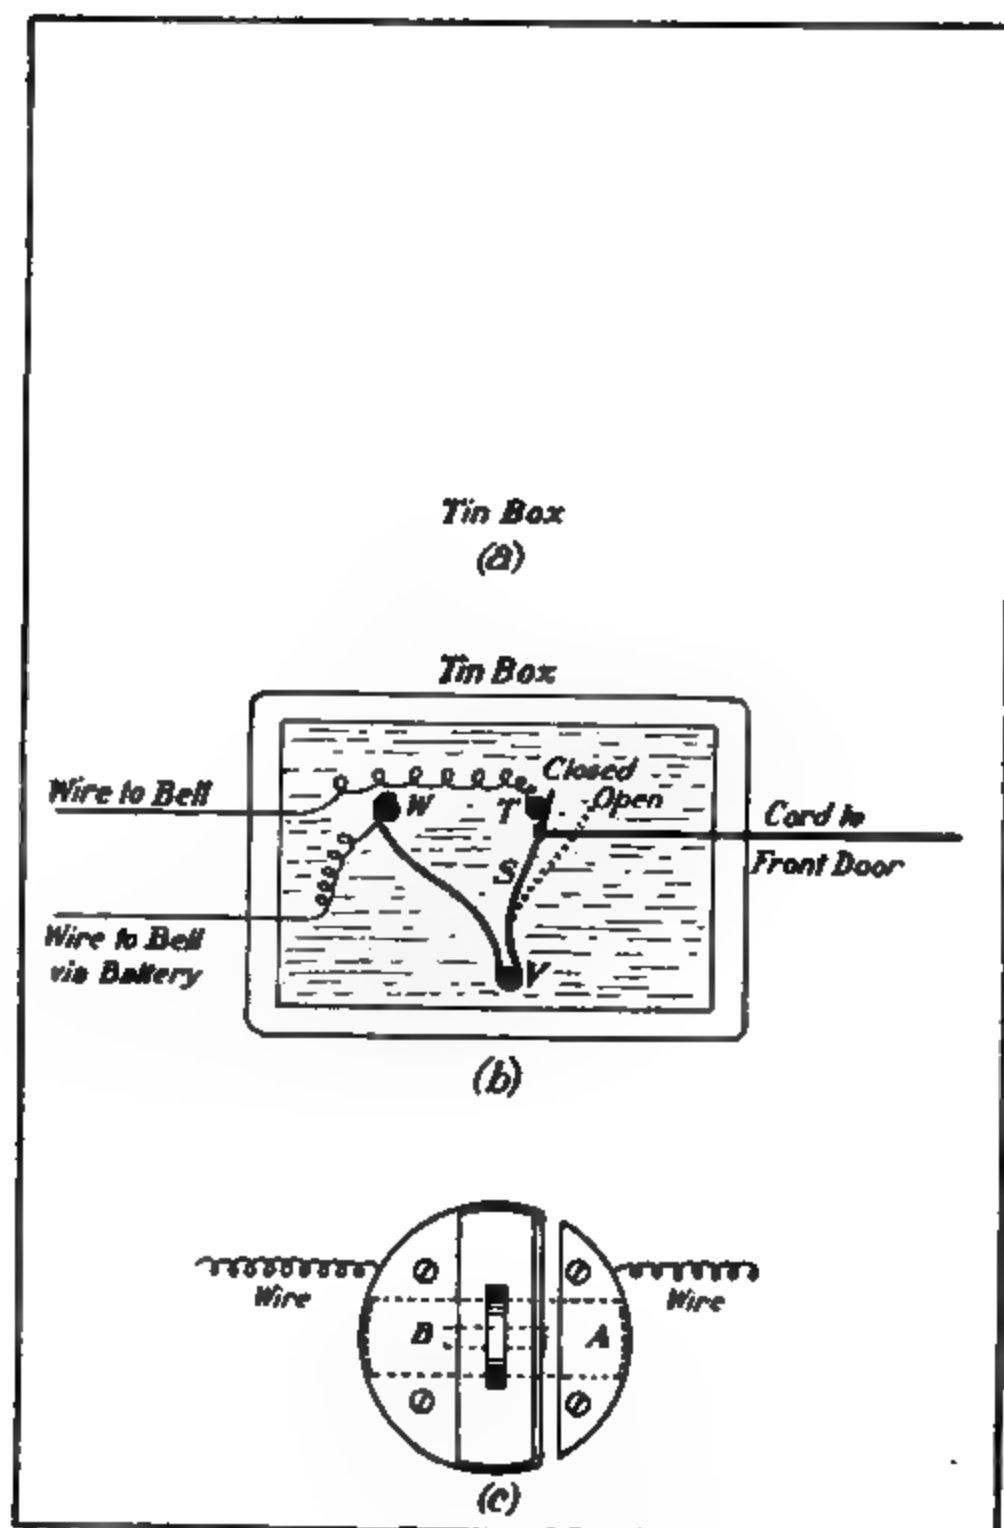 Tin Box
(a)
Tin Box
Closed
Open
Wire to Bell
W
T
Cord to
Front Door
S
Wire to Bell
via Battery
V
(b)
Wire
Wire
B
A
(c)